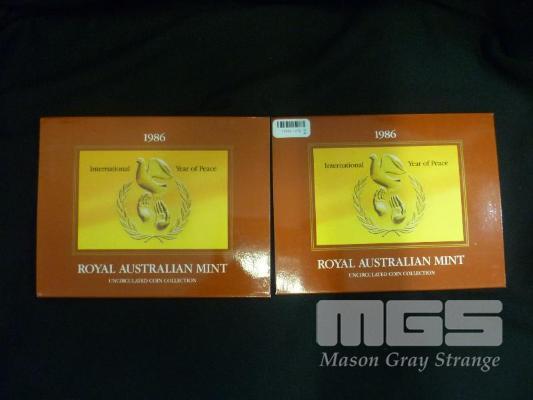 1986
International Year of Peace
ROYAL AUSTRALIAN MINT
UNCIRCULATED COIN COLLECTION
1986
International Year of Peace
ROYAL AUSTRALIAN MINT
UNCIRCULATED COIN COLLECTION
MGS
Mason Gray Strange